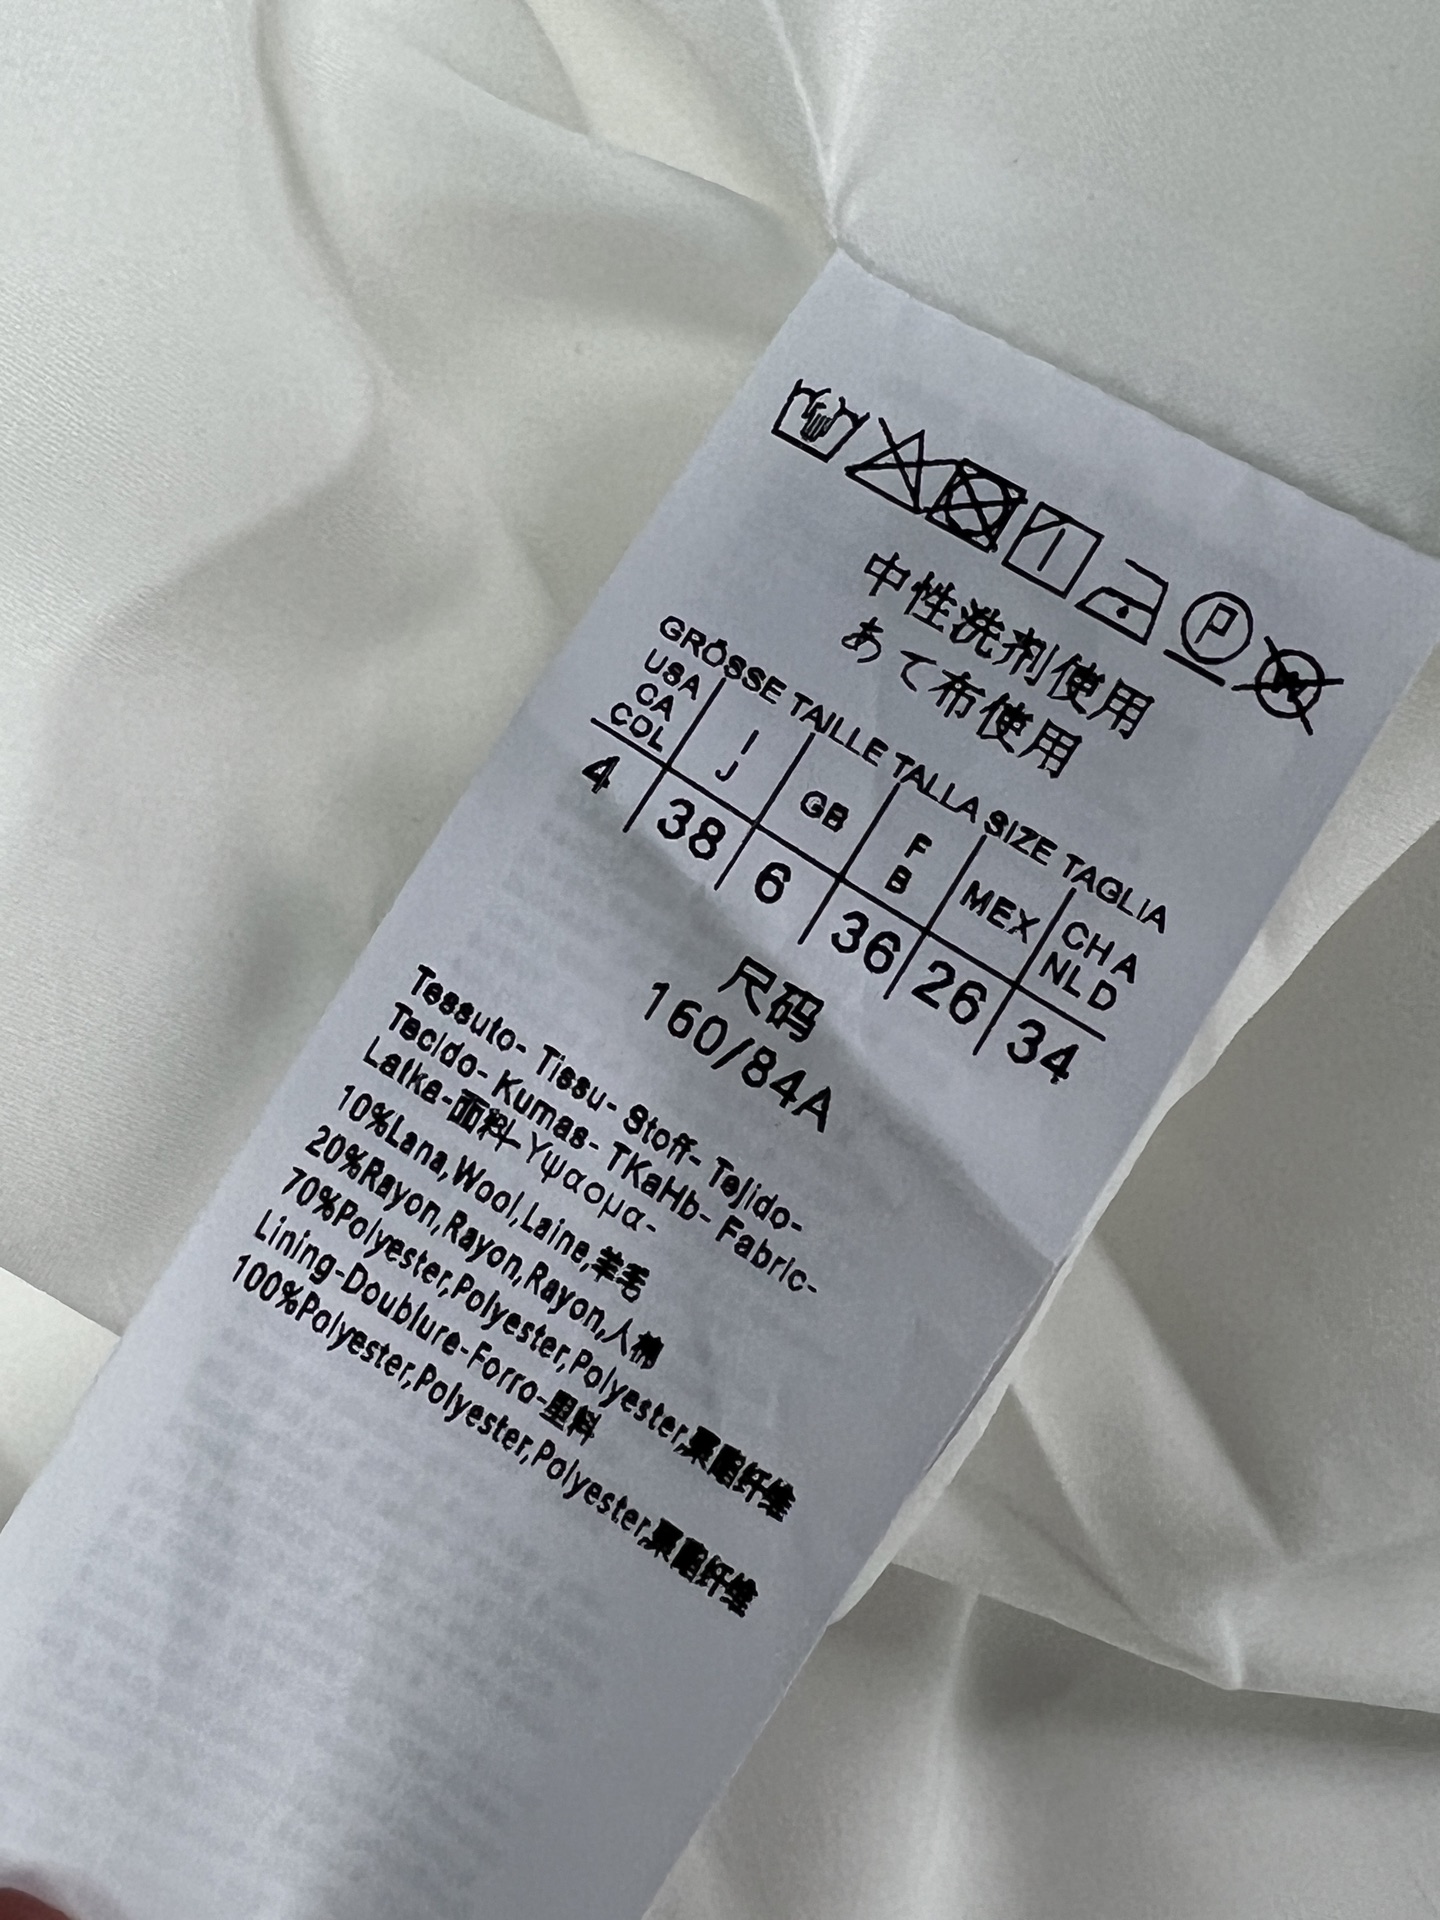 中性洗剤使用
あて布使用
GRÖSSE TAILLE TALLA SIZE TAGLIA
USA CA COL I J GB F B MEX CHA NLD
4 38 6 36 26 34
尺码
160/84A
Tessuto- Tissu- Stoff- Tejido-
Tecido- Kumas- TKaHb- Fabric-
Latka-面料-Υψαομα-
10%Lana,Wool,Laine,羊毛
20%Rayon,Rayon,Rayon,人棉
70%Polyester,Polyester,Polyester,聚酯纤维
Lining-Doublure-Forro-里料
100%Polyester,Polyester,Polyester,聚酯纤维